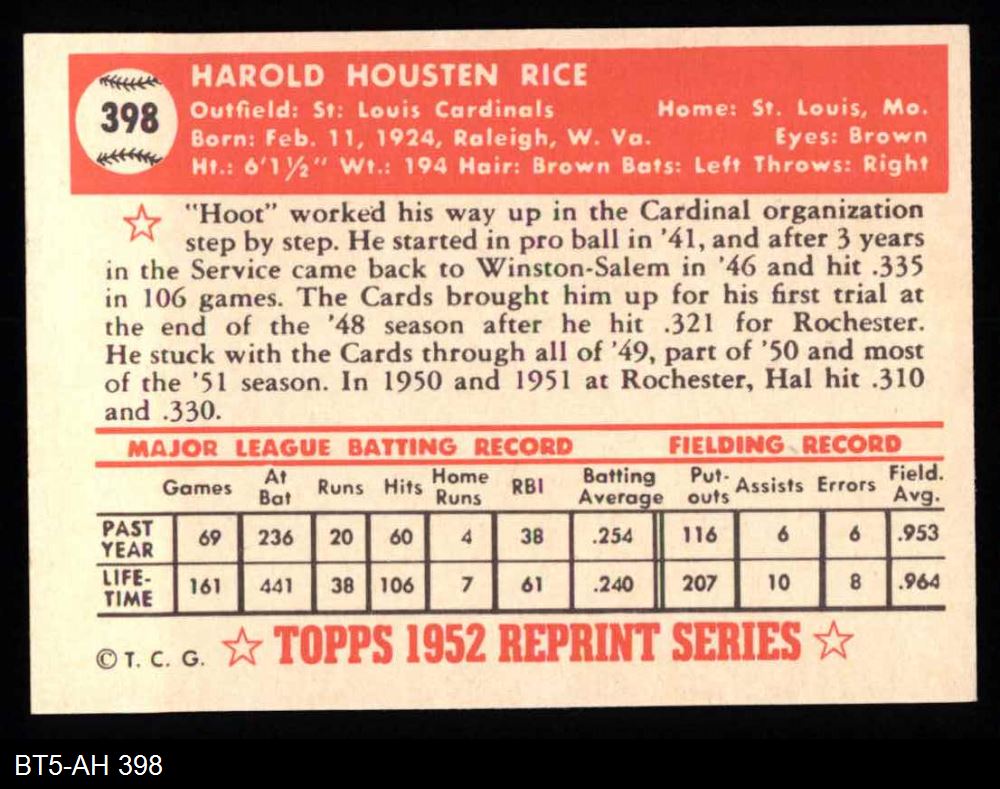 398
HAROLD HOUSTEN RICE
Outfield: St: Louis Cardinals Home: St. Louis, Mo.
Born: Feb. 11, 1924, Raleigh, W. Va. Eyes: Brown
Ht.: 6'1½" Wt.: 194 Hair: Brown Bats: Left Throws: Right
"Hoot" worked his way up in the Cardinal organization
step by step. He started in pro ball in '41, and after 3 years
in the Service came back to Winston-Salem in '46 and hit .335
in 106 games. The Cards brought him up for his first trial at
the end of the '48 season after he hit .321 for Rochester.
He stuck with the Cards through all of '49, part of '50 and most
of the '51 season. In 1950 and 1951 at Rochester, Hal hit .310
and .330.
MAJOR LEAGUE BATTING RECORD FIELDING RECORD
Games At Bat Runs Hits Home Runs RBI Batting Average Put-outs Assists Errors Field. Avg.
PAST YEAR 69 236 20 60 4 38 .254 116 6 6 .953
LIFE-TIME 161 441 38 106 7 61 .240 207 10 8 .964
© T. C. G. TOPPS 1952 REPRINT SERIES
BT5-AH 398